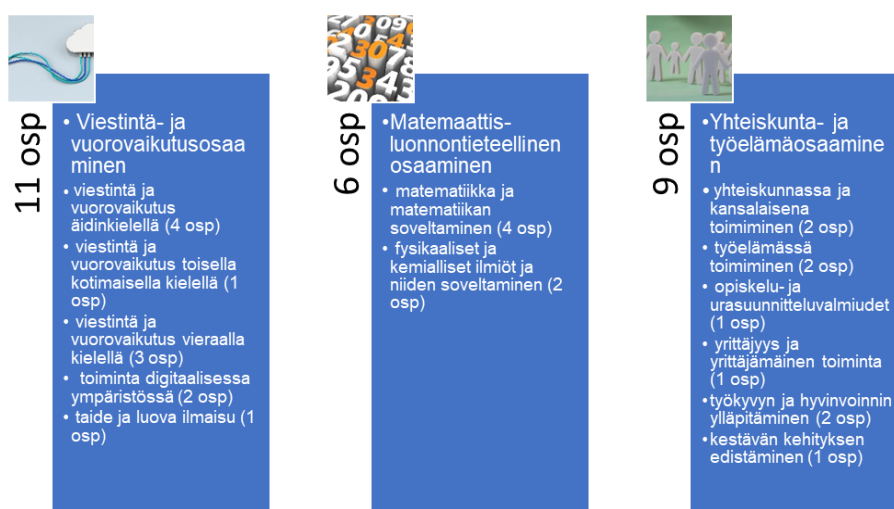 11 osp
• Viestintä- ja
vuorovaikutusosaa
minen
• viestintä ja
vuorovaikutus
äidinkielellä (4 osp)
• viestintä ja
vuorovaikutus toisella
kotimaisella kielellä (1
osp)
• viestintä ja
vuorovaikutus vieraalla
kielellä (3 osp)
• toiminta digitaalisessa
ympäristössä (2 osp)
• taide ja luova ilmaisu (1
osp)
6 osp
•Matemaattis-
luonnontieteellinen
osaaminen
• matematiikka ja
matematiikan
soveltaminen (4 osp)
• fysikaaliset ja
kemialliset ilmiöt ja
niiden soveltaminen (2
osp)
9 osp
•Yhteiskunta- ja
työelämäosaamine
n
• yhteiskunnassa ja
kansalaisena
toimiminen (2 osp)
• työelämässä
toimiminen (2 osp)
• opiskelu- ja
urasuunnitteluvalmiudet
(1 osp)
• yrittäjyys ja
yrittäjämäinen toiminta
(1 osp)
•työkyvyn ja hyvinvoinnin
ylläpitäminen (2 osp)
•kestävän kehityksen
edistäminen (1 osp)